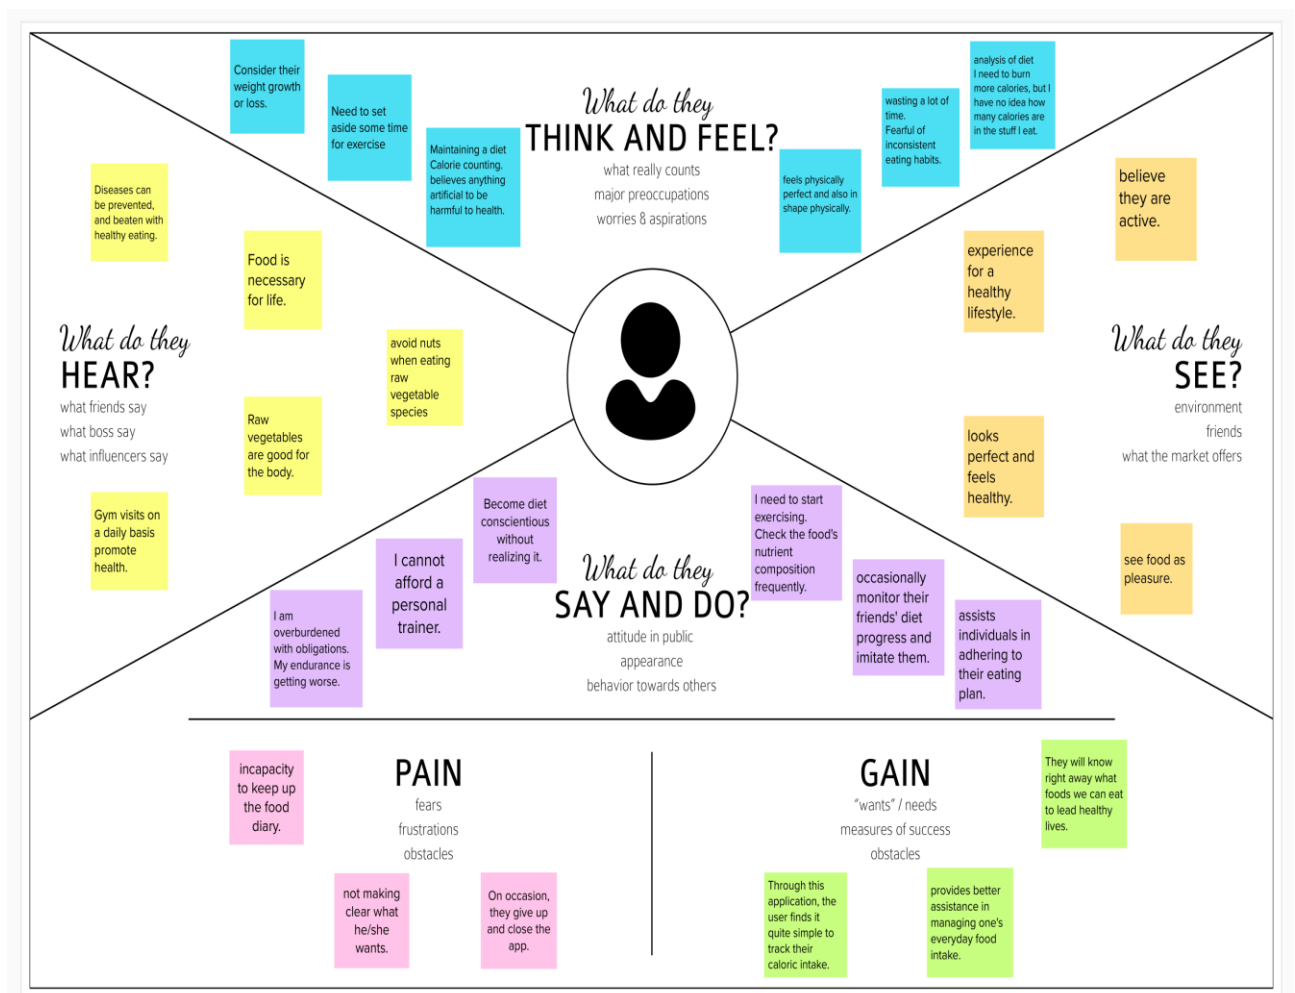 Consider their
weight growth
or loss.
Need to set
aside some time
for exercise
Maintaining a diet
Calorie counting.
believes anything
artificial to be
harmful to health.
What do they
THINK AND FEEL?
what really counts
major preoccupations
worries & aspirations
feels physically
perfect and also in
shape physically.
wasting a lot of
time.
Fearful of
inconsistent
eating habits.
analysis of diet
I need to burn
more calories, but I
have no idea how
many calories are
in the stuff I eat.
Diseases can
be prevented,
and beaten with
healthy eating.
Food is
necessary
for life.
avoid nuts
when eating
raw
vegetable
species
What do they
HEAR?
what friends say
what boss say
what influencers say
Raw
vegetables
are good for
the body.
Gym visits on
a daily basis
promote
health.
believe
they are
active.
experience
for a
healthy
lifestyle.
What do they
SEE?
environment
friends
what the market offers
looks
perfect and
feels
healthy.
see food as
pleasure.
Become diet
conscientious
without
realizing it.
I cannot
afford a
personal
trainer.
I am
overburdened
with obligations.
My endurance is
getting worse.
What do they
SAY AND DO?
attitude in public
appearance
behavior towards others
I need to start
exercising.
Check the food's
nutrient
composition
frequently.
occasionally
monitor their
friends' diet
progress and
imitate them.
assists
individuals in
adhering to
their eating
plan.
PAIN
fears
frustrations
obstacles
incapacity
to keep up
the food
diary.
not making
clear what
he/she
wants.
On occasion,
they give up
and close the
app.
GAIN
"wants" / needs
measures of success
obstacles
They will know
right away what
foods we can eat
to lead healthy
lives.
Through this
application, the
user finds it
quite simple to
track their
caloric intake.
provides better
assistance in
managing one's
everyday food
intake.